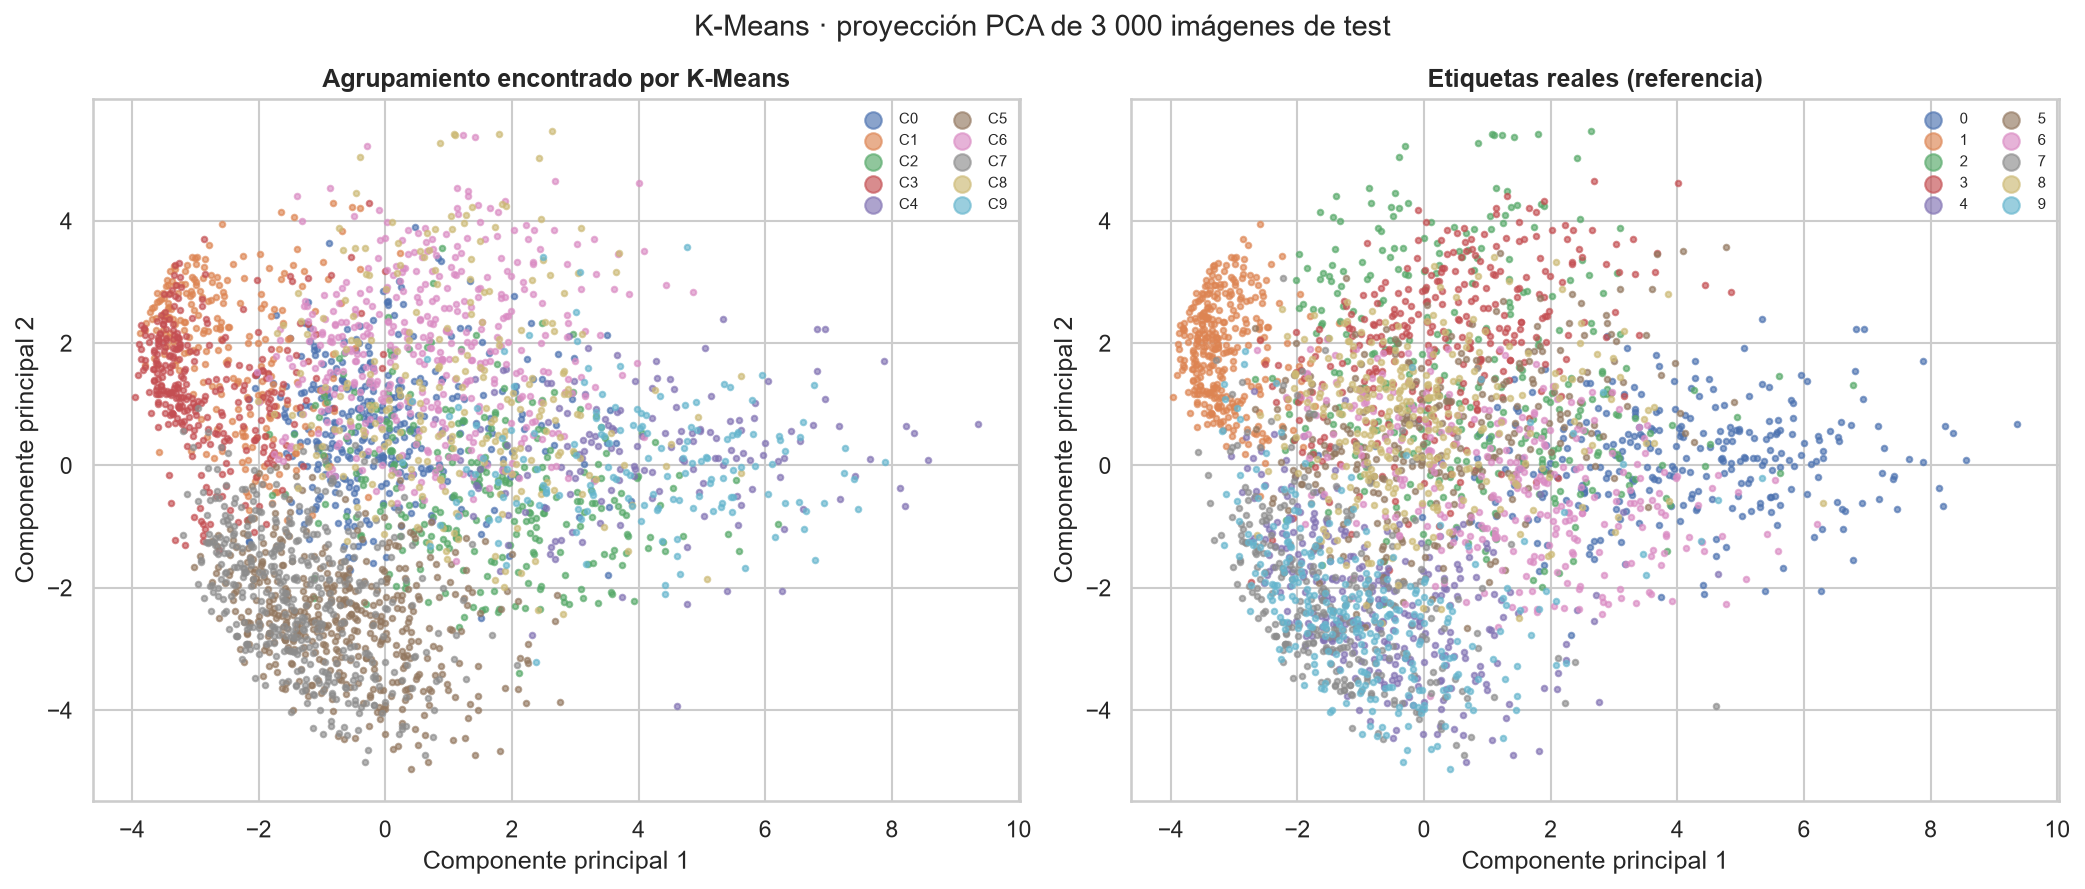 K-Means · proyección PCA de 3 000 imágenes de test
Agrupamiento encontrado por K-Means
C0 C5
C1 C6
C2 C7
C3 C8
C4 C9
4
2
0
−2
−4
Componente principal 2
−4 −2 0 2 4 6 8 10
Componente principal 1
Etiquetas reales (referencia)
0 5
1 6
2 7
3 8
4 9
4
2
0
−2
−4
Componente principal 2
−4 −2 0 2 4 6 8 10
Componente principal 1